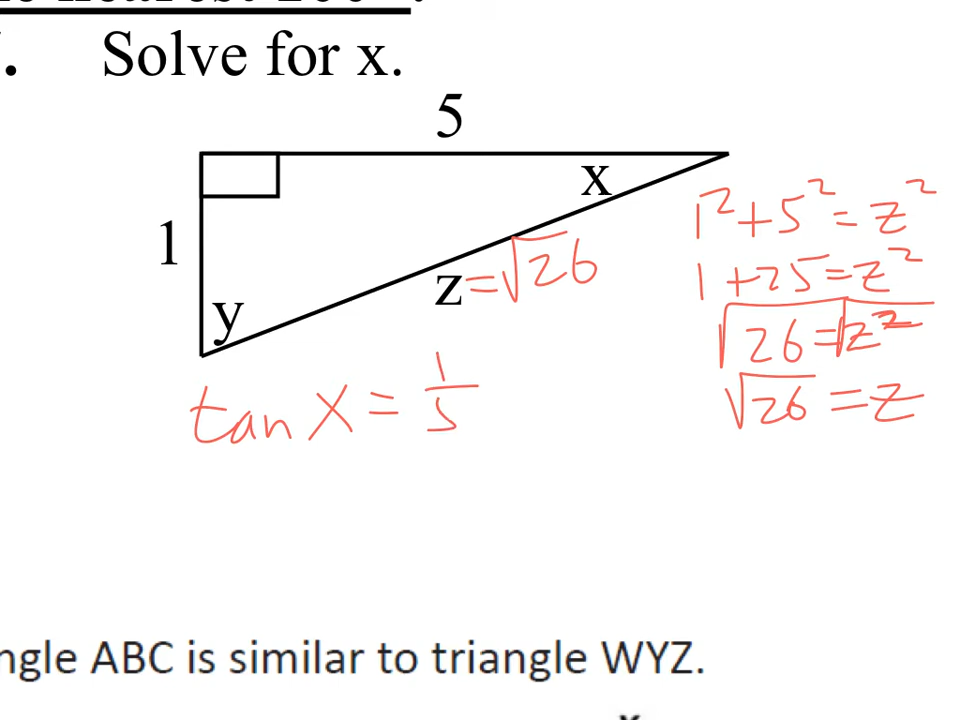 Solve for x.
5
x
1
z=√26
y
1²+5²=z²
1+25=z²
√26=√z²
√26=z
tan x = 1/5
ngle ABC is similar to triangle WYZ.